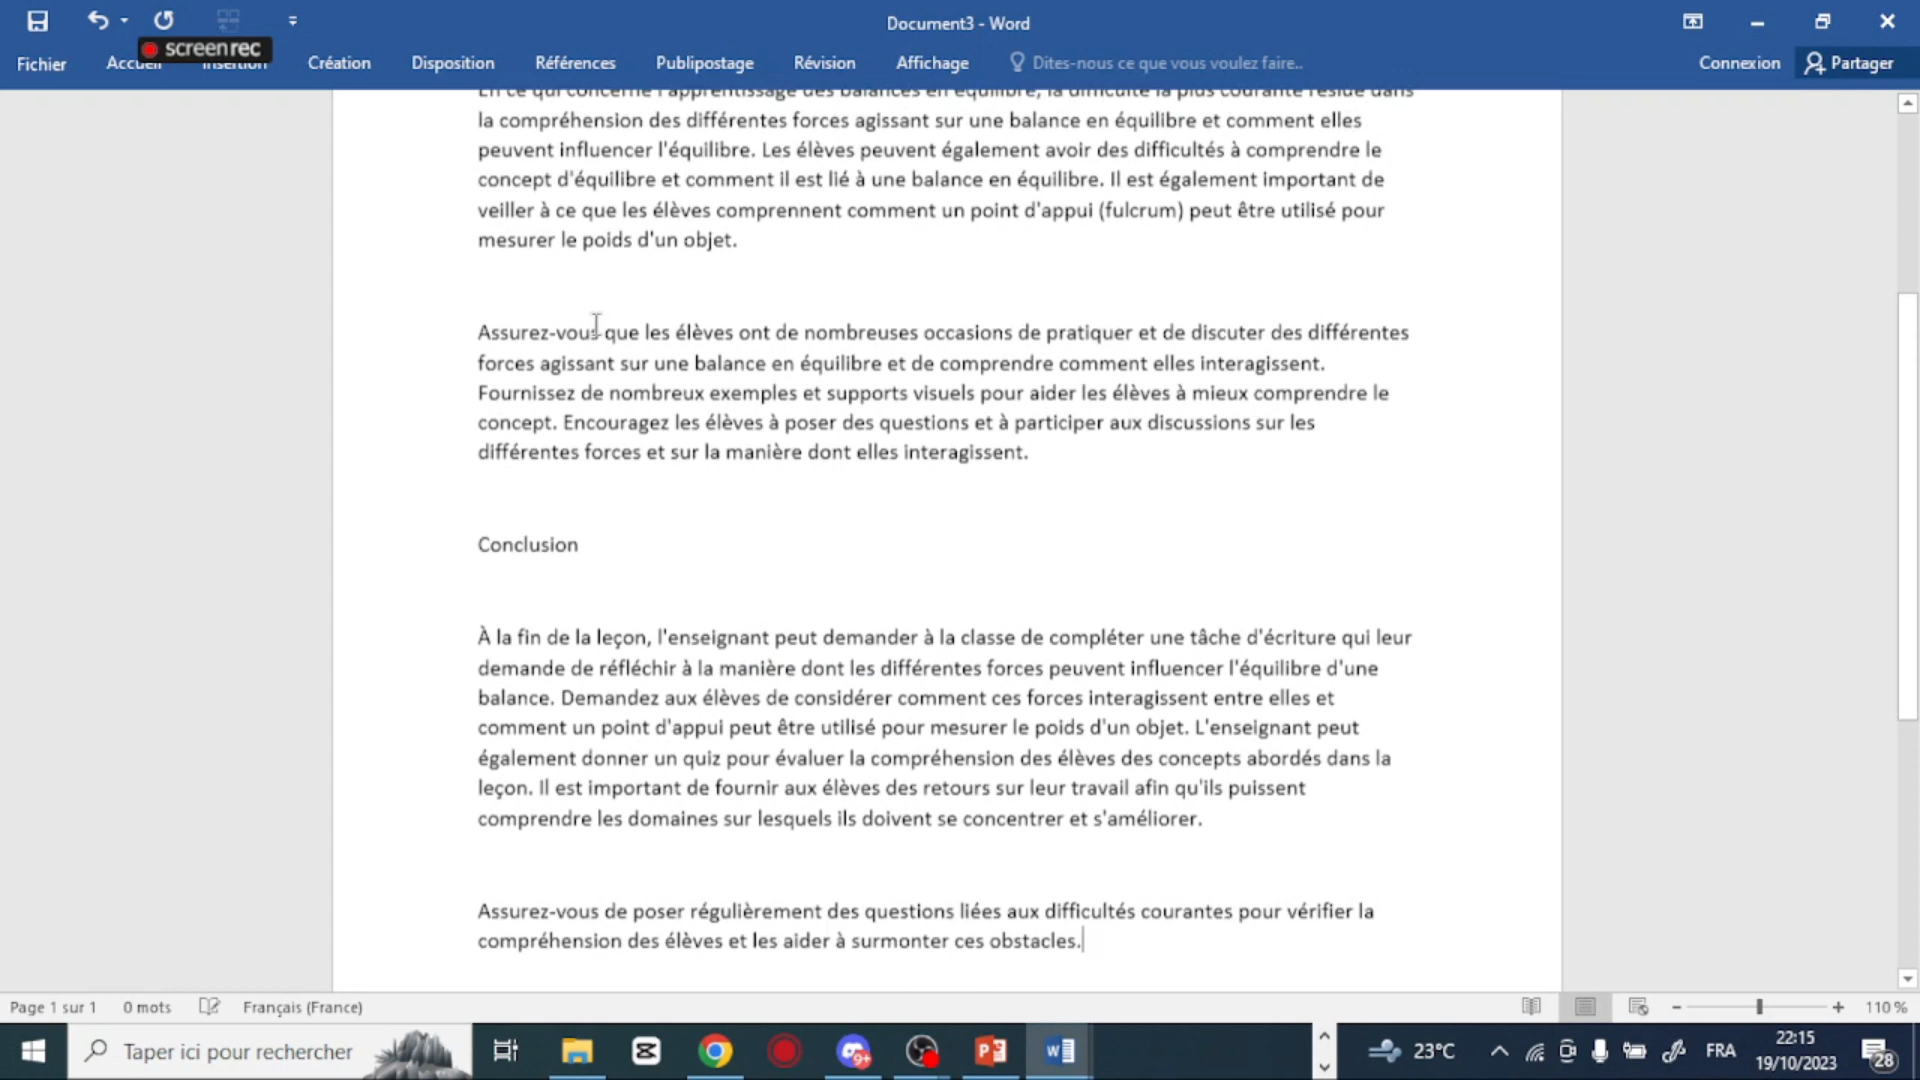 Document3 - Word
screenrec
Fichier Accueil Insertion Création Disposition Références Publipostage Révision Affichage Dites-nous ce que vous voulez faire.. Connexion Partager
En ce qui concerne l'apprentissage des balances en équilibre, la difficulté la plus courante réside dans
la compréhension des différentes forces agissant sur une balance en équilibre et comment elles
peuvent influencer l'équilibre. Les élèves peuvent également avoir des difficultés à comprendre le
concept d'équilibre et comment il est lié à une balance en équilibre. Il est également important de
veiller à ce que les élèves comprennent comment un point d'appui (fulcrum) peut être utilisé pour
mesurer le poids d'un objet.
Assurez-vous que les élèves ont de nombreuses occasions de pratiquer et de discuter des différentes
forces agissant sur une balance en équilibre et de comprendre comment elles interagissent.
Fournissez de nombreux exemples et supports visuels pour aider les élèves à mieux comprendre le
concept. Encouragez les élèves à poser des questions et à participer aux discussions sur les
différentes forces et sur la manière dont elles interagissent.
Conclusion
À la fin de la leçon, l'enseignant peut demander à la classe de compléter une tâche d'écriture qui leur
demande de réfléchir à la manière dont les différentes forces peuvent influencer l'équilibre d'une
balance. Demandez aux élèves de considérer comment ces forces interagissent entre elles et
comment un point d'appui peut être utilisé pour mesurer le poids d'un objet. L'enseignant peut
également donner un quiz pour évaluer la compréhension des élèves des concepts abordés dans la
leçon. Il est important de fournir aux élèves des retours sur leur travail afin qu'ils puissent
comprendre les domaines sur lesquels ils doivent se concentrer et s'améliorer.
Assurez-vous de poser régulièrement des questions liées aux difficultés courantes pour vérifier la
compréhension des élèves et les aider à surmonter ces obstacles.
Page 1 sur 1 0 mots Français (France) 110 %
Taper ici pour rechercher 9+ 23°C FRA 22:15
19/10/2023 28